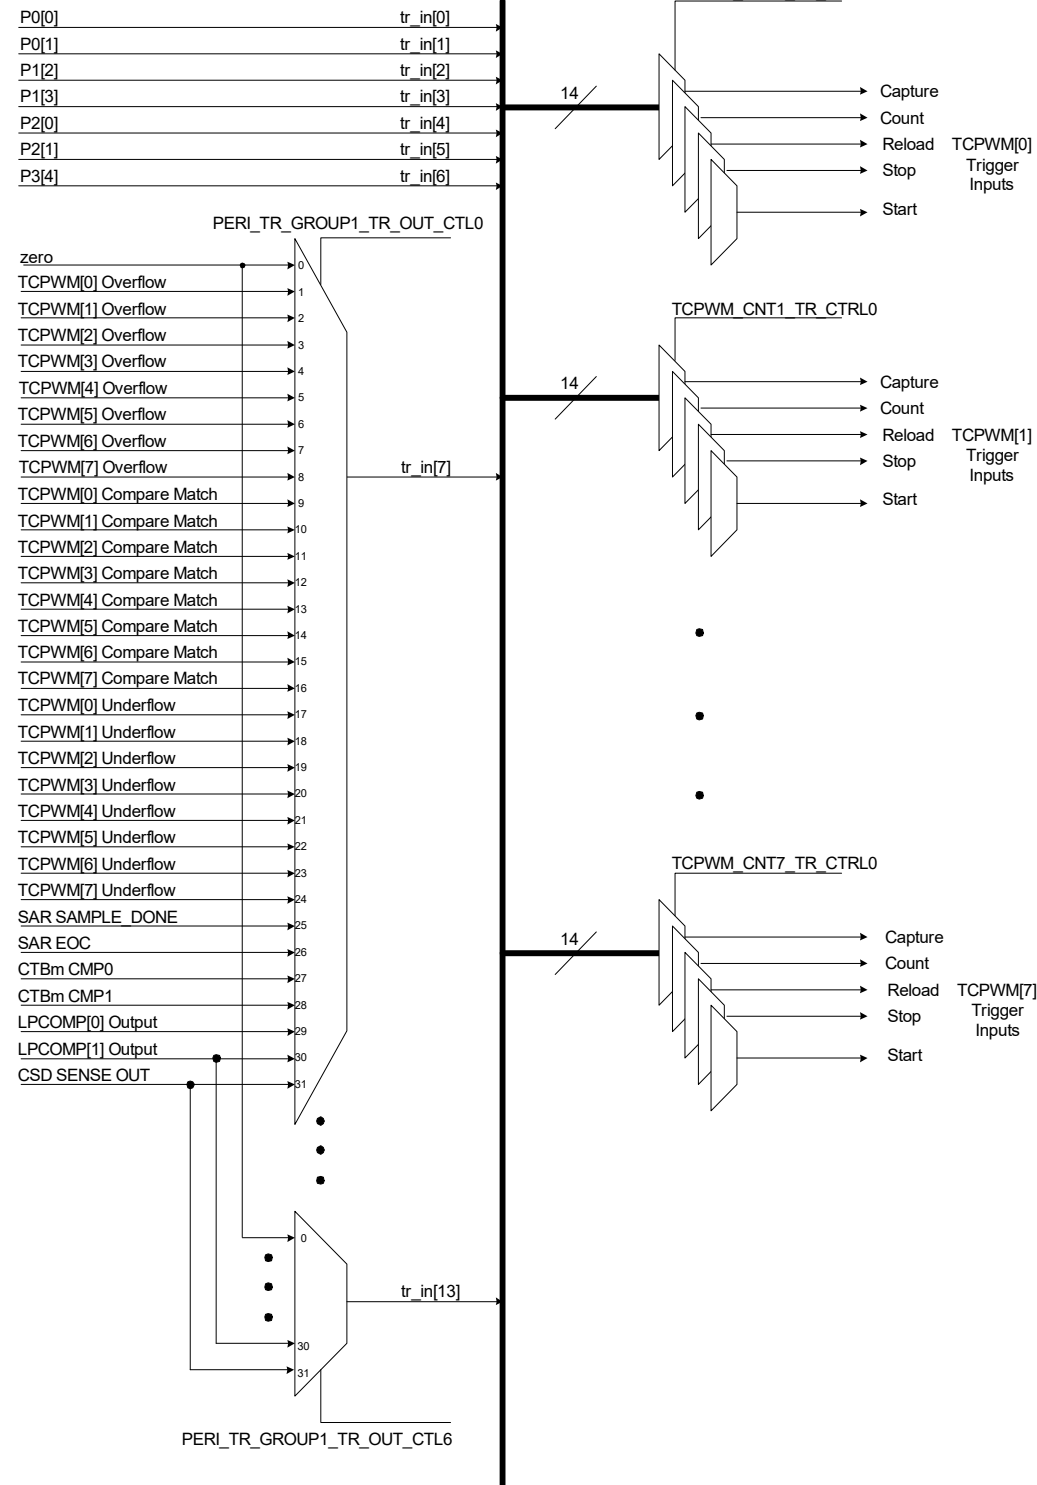 P0[0] tr_in[0]
P0[1] tr_in[1]
P1[2] tr_in[2]
P1[3] tr_in[3]
P2[0] tr_in[4]
P2[1] tr_in[5]
P3[4] tr_in[6]
PERI_TR_GROUP1_TR_OUT_CTL0
zero 0
TCPWM[0] Overflow 1
TCPWM[1] Overflow 2
TCPWM[2] Overflow 3
TCPWM[3] Overflow 4
TCPWM[4] Overflow 5
TCPWM[5] Overflow 6
TCPWM[6] Overflow 7
TCPWM[7] Overflow 8
tr_in[7]
TCPWM[0] Compare Match 9
TCPWM[1] Compare Match 10
TCPWM[2] Compare Match 11
TCPWM[3] Compare Match 12
TCPWM[4] Compare Match 13
TCPWM[5] Compare Match 14
TCPWM[6] Compare Match 15
TCPWM[7] Compare Match 16
TCPWM[0] Underflow 17
TCPWM[1] Underflow 18
TCPWM[2] Underflow 19
TCPWM[3] Underflow 20
TCPWM[4] Underflow 21
TCPWM[5] Underflow 22
TCPWM[6] Underflow 23
TCPWM[7] Underflow 24
SAR SAMPLE_DONE 25
SAR EOC 26
CTBm CMP0 27
CTBm CMP1 28
LPCOMP[0] Output 29
LPCOMP[1] Output 30
CSD SENSE OUT 31
0
tr_in[13]
30
31
PERI_TR_GROUP1_TR_OUT_CTL6
14
Capture
Count
Reload
Stop
Start
TCPWM[0]
Trigger
Inputs
TCPWM_CNT1_TR_CTRL0
14
Capture
Count
Reload
Stop
Start
TCPWM[1]
Trigger
Inputs
TCPWM_CNT7_TR_CTRL0
14
Capture
Count
Reload
Stop
Start
TCPWM[7]
Trigger
Inputs